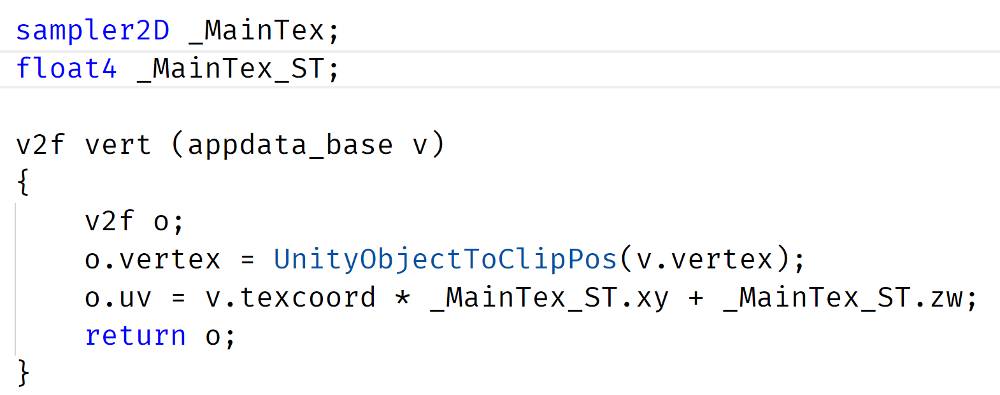 sampler2D _MainTex;
float4 _MainTex_ST;
v2f vert (appdata_base v)
{
    v2f o;
    o.vertex = UnityObjectToClipPos(v.vertex);
    o.uv = v.texcoord * _MainTex_ST.xy + _MainTex_ST.zw;
    return o;
}